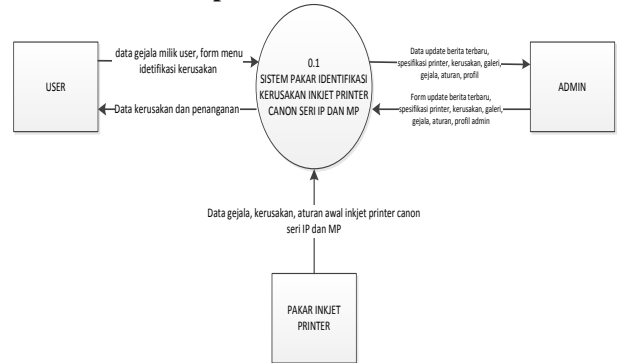 USER
data gejala milik user, form menu
idetifikasi kerusakan
Data kerusakan dan penanganan
0.1
SISTEM PAKAR IDENTIFIKASI
KERUSAKAN INKJET PRINTER
CANON SERI IP DAN MP
Data update berita terbaru,
spesifikasi printer, kerusakan, galeri,
gejala, aturan, profil
Form update berita terbaru,
spesifikasi printer, kerusakan, galeri,
gejala, aturan, profil admin
ADMIN
Data gejala, kerusakan, aturan awal inkjet printer canon
seri IP dan MP
PAKAR INKJET
PRINTER